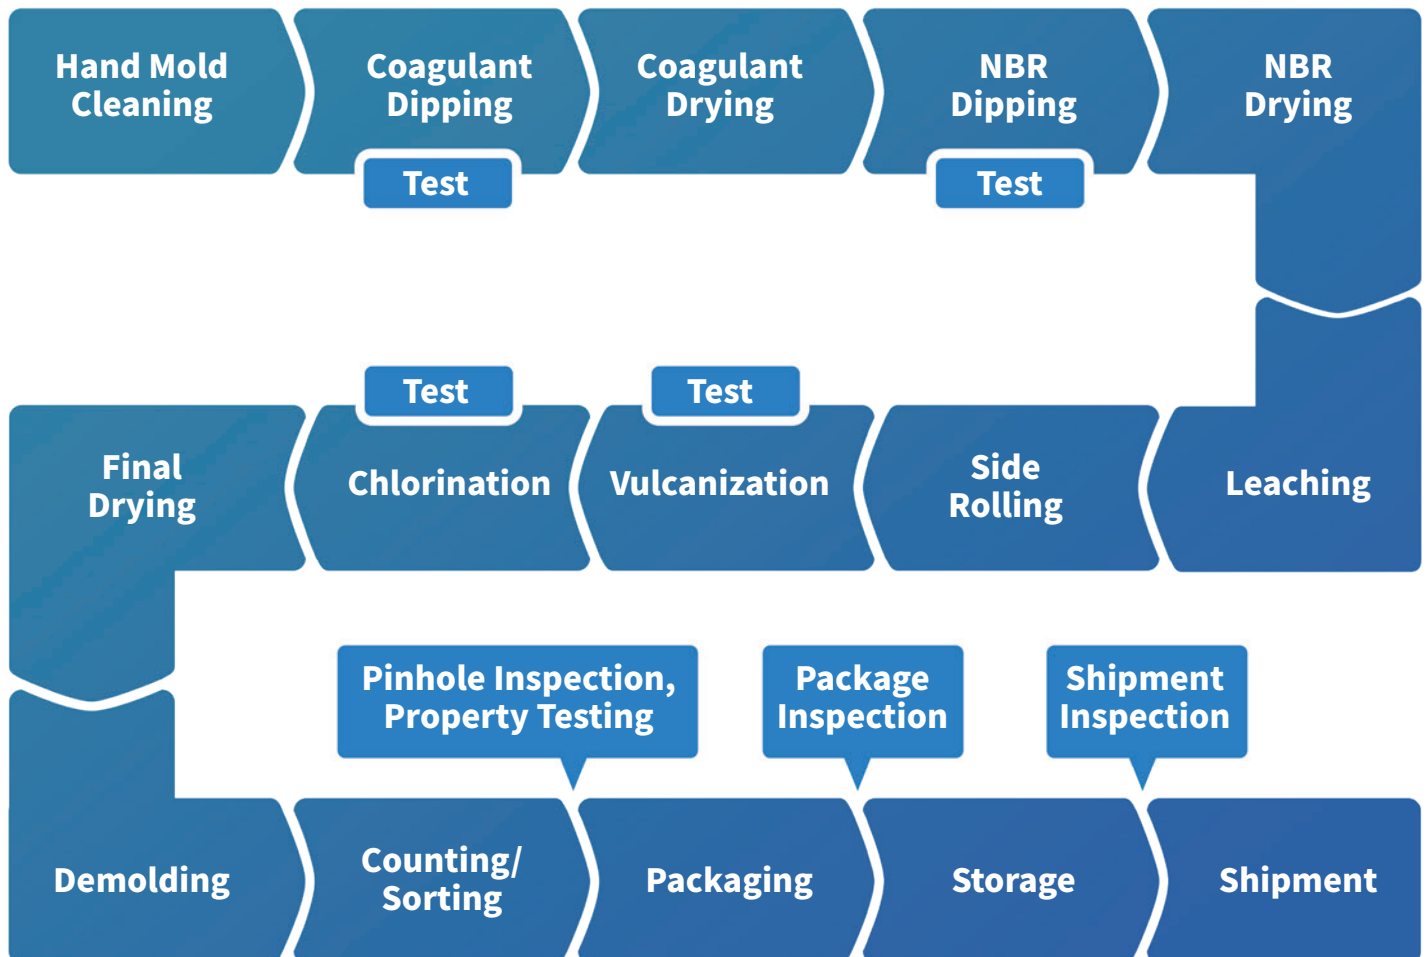 Hand Mold
Cleaning
Coagulant
Dipping
Test
Coagulant
Drying
NBR
Dipping
Test
NBR
Drying
Leaching
Side
Rolling
Test
Vulcanization
Test
Chlorination
Final
Drying
Demolding
Counting/
Sorting
Pinhole Inspection,
Property Testing
Packaging
Package
Inspection
Storage
Shipment
Inspection
Shipment